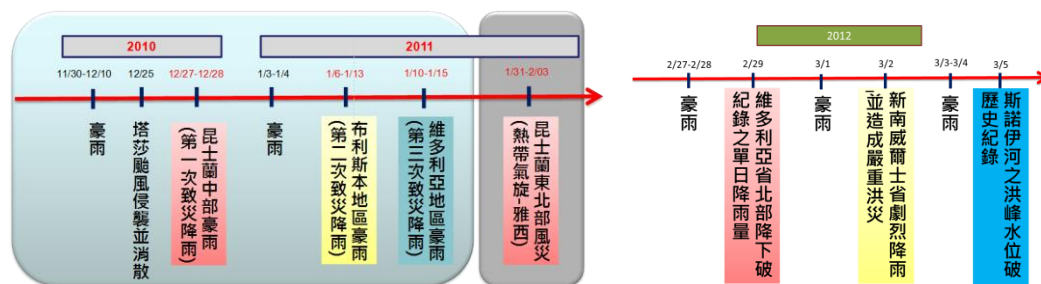 2010
2011
11/30-12/10
12/25
12/27-12/28
1/3-1/4
1/6-1/13
1/10-1/15
1/31-2/03
豪雨
塔莎颱風侵襲並消散
昆士蘭中部豪雨
(第一次致災降雨)
豪雨
布利斯本地區豪雨
(第二次致災降雨)
維多利亞地區豪雨
(第三次致災降雨)
昆士蘭東北部風災
(熱帶氣旋-雅西)
2012
2/27-2/28
2/29
3/1
3/2
3/3-3/4
3/5
豪雨
維多利亞省北部降下破
紀錄之單日降雨量
豪雨
新南威爾士省劇烈降雨
並造成嚴重洪災
豪雨
斯諾伊河之洪峰水位破
歷史紀錄